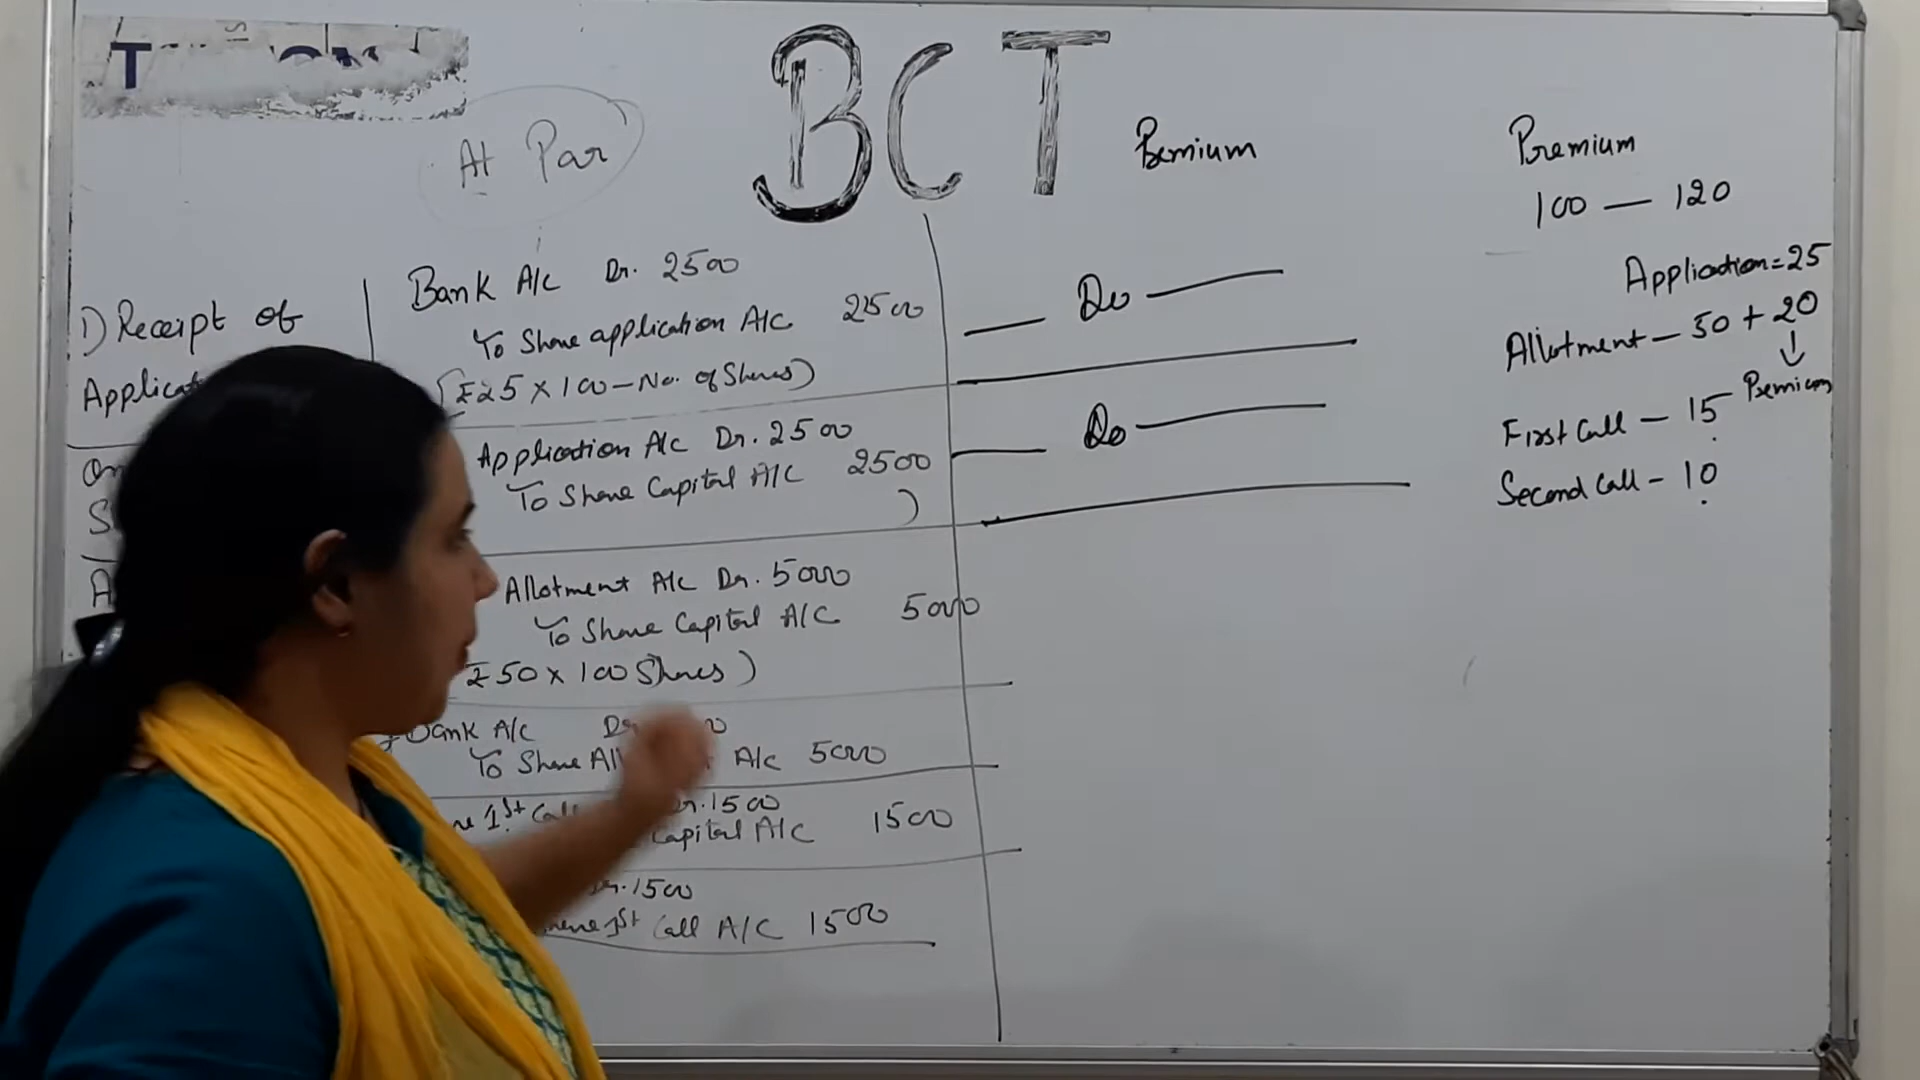 BCT
At Par
Premium
Premium
100 — 120
Application = 25
Allotment — 50 + 20
Premium
First Call — 15
Second Call - 10
1) Receipt of
Bank A/c Dr. 2500
To Share application A/c 2500
(₹25 × 100 — No. of Shares)
— Do —
Application A/c Dr. 2500
To Share Capital A/c 2500
)
— Do —
Allotment A/c Dr. 5000
To Share Capital A/c 5000
₹50 × 100 Shares)
Bank A/c
To Share A/c 5000
1st Call Dr. 1500
Capital A/c 1500
Dr. 1500
1st Call A/c 1500